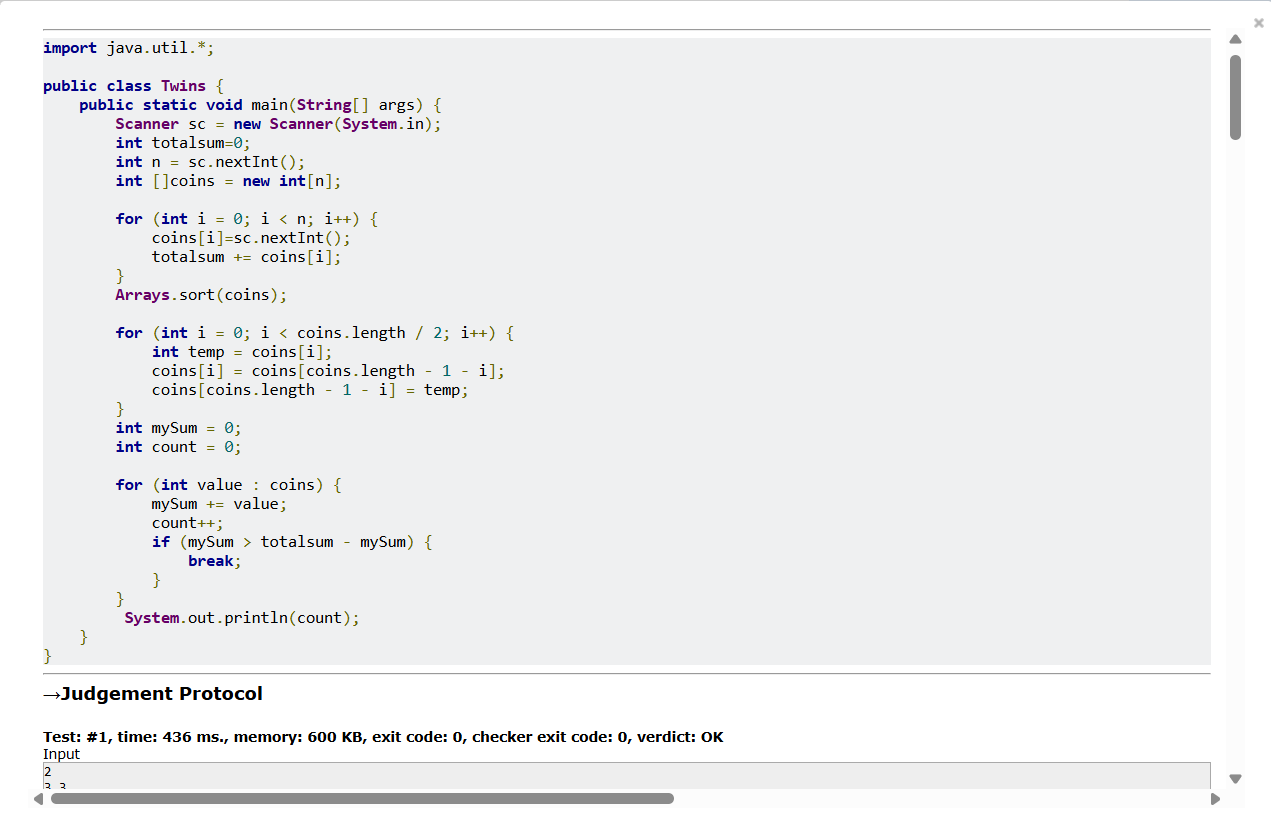 import java.util.*;
public class Twins {
    public static void main(String[] args) {
        Scanner sc = new Scanner(System.in);
        int totalsum=0;
        int n = sc.nextInt();
        int []coins = new int[n];
        for (int i = 0; i < n; i++) {
            coins[i]=sc.nextInt();
            totalsum += coins[i];
        }
        Arrays.sort(coins);
        for (int i = 0; i < coins.length / 2; i++) {
            int temp = coins[i];
            coins[i] = coins[coins.length - 1 - i];
            coins[coins.length - 1 - i] = temp;
        }
        int mySum = 0;
        int count = 0;
        for (int value : coins) {
            mySum += value;
            count++;
            if (mySum > totalsum - mySum) {
                break;
            }
        }
         System.out.println(count);
    }
}
→Judgement Protocol
Test: #1, time: 436 ms., memory: 600 KB, exit code: 0, checker exit code: 0, verdict: OK
Input
2
3 3